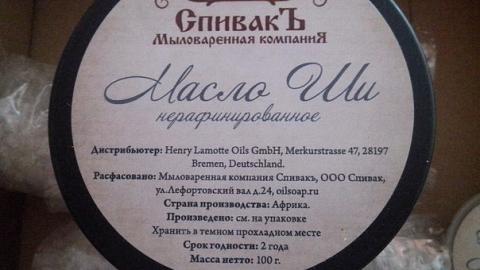 СпивакЪ
Мыловаренная компаниЯ
Масло Ши
нерафинированное
Дистрибьютер: Henry Lamotte Oils GmbH, Merkurstrasse 47, 28197
Bremen, Deutschland.
Расфасовано: Мыловаренная компания Спивакъ, ООО Спивак,
ул.Лефортовский вал д.24, oilsoap.ru
Страна производства: Африка.
Произведено: см. на упаковке
Хранить в темном прохладном месте
Срок годности: 2 года
Масса нетто: 100 г.